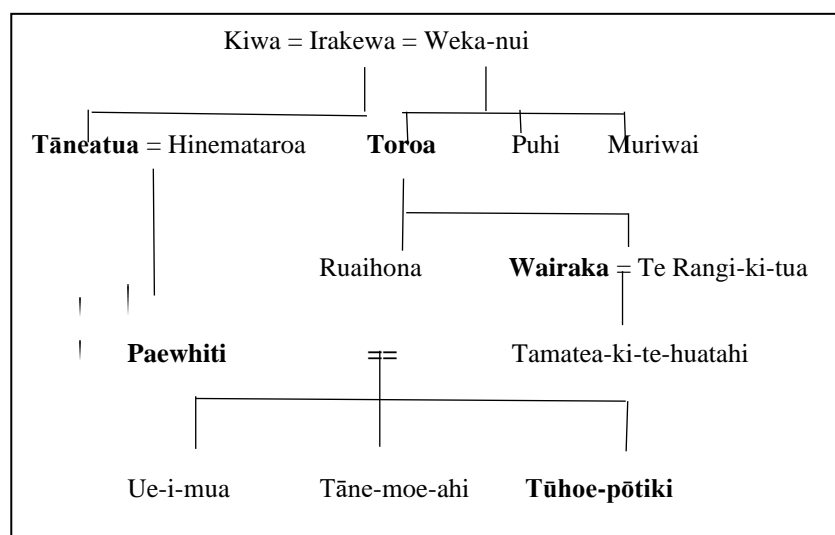 Kiwa = Irakewa = Weka-nui
Tāneatua = Hinemataroa Toroa Puhi Muriwai
Ruaihona Wairaka = Te Rangi-ki-tua
Paewhiti == Tamatea-ki-te-huatahi
Ue-i-mua Tāne-moe-ahi Tūhoe-pōtiki